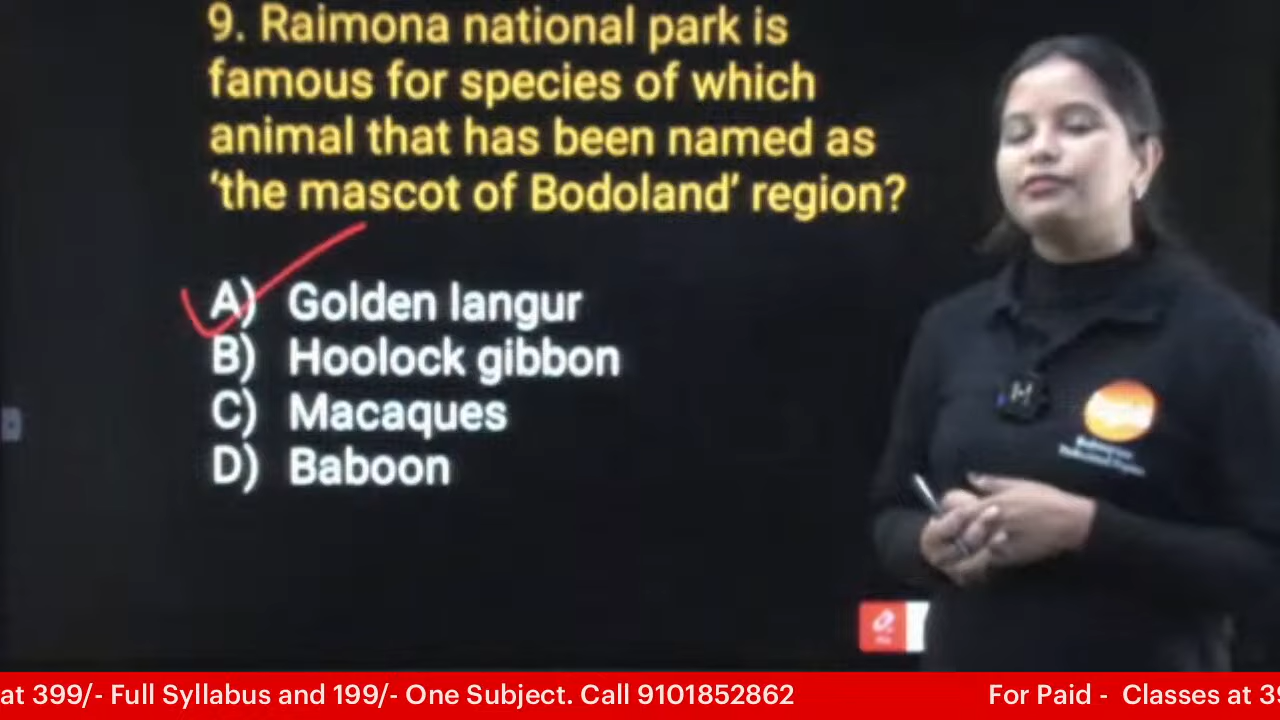 9. Raimona national park is
famous for species of which
animal that has been named as
‘the mascot of Bodoland’ region?
A) Golden langur
B) Hoolock gibbon
C) Macaques
D) Baboon
at 399/- Full Syllabus and 199/- One Subject. Call 9101852862
For Paid - Classes at 39